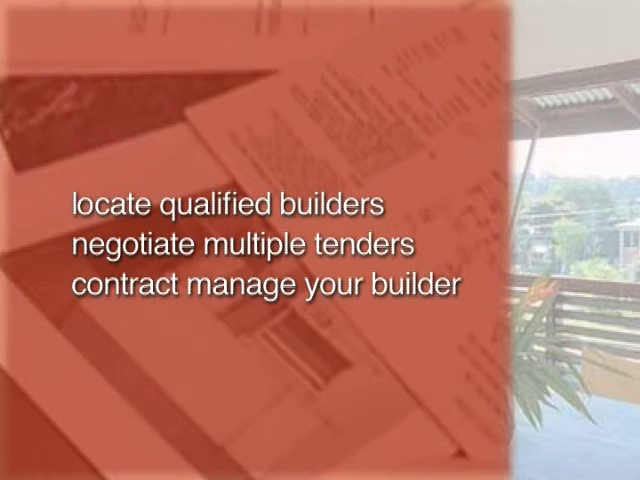 locate qualified builders
negotiate multiple tenders
contract manage your builder